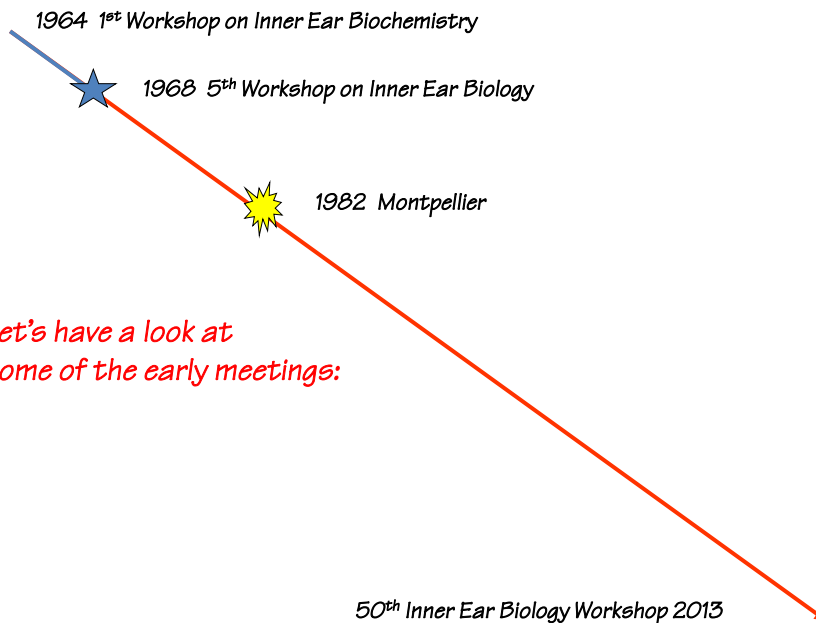 1964 1st Workshop on Inner Ear Biochemistry
1968 5th Workshop on Inner Ear Biology
1982 Montpellier
et's have a look at
ome of the early meetings:
50th Inner Ear Biology Workshop 2013